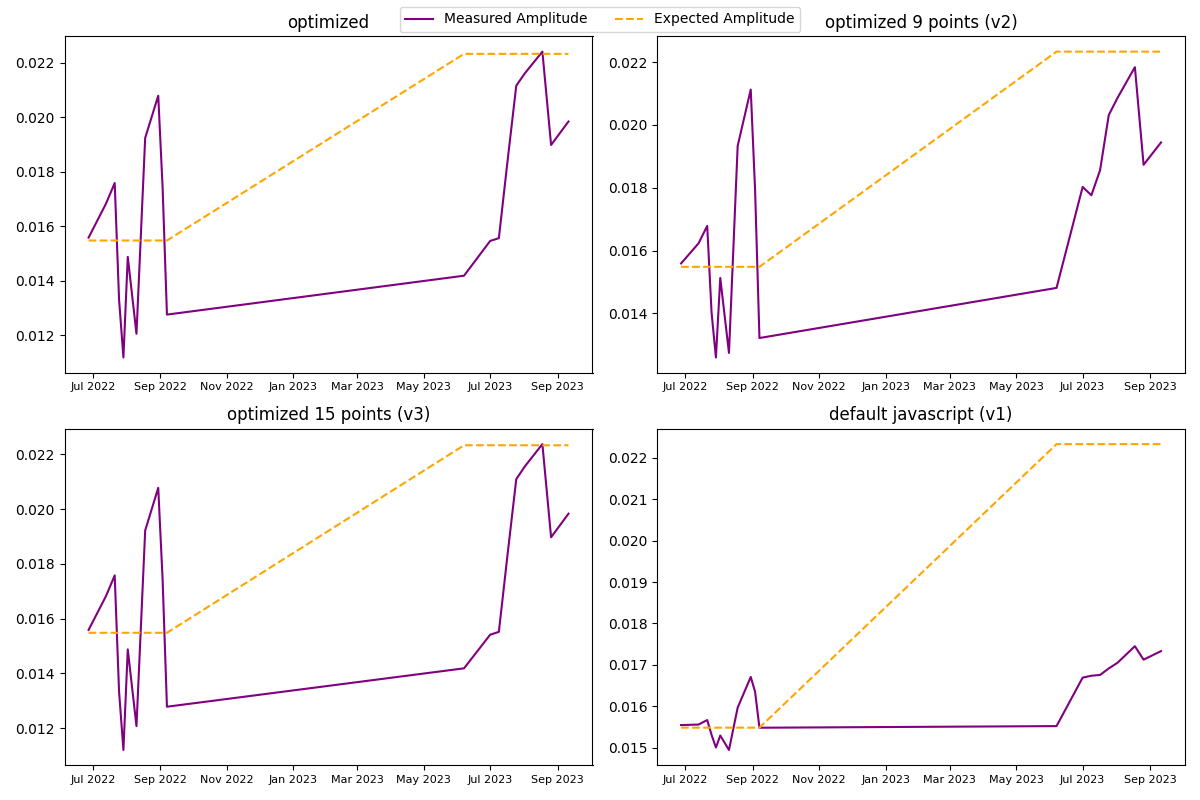 Measured Amplitude Expected Amplitude
optimized
0.022
0.020
0.018
0.016
0.014
0.012
Jul 2022 Sep 2022 Nov 2022 Jan 2023 Mar 2023 May 2023 Jul 2023 Sep 2023
optimized 9 points (v2)
0.022
0.020
0.018
0.016
0.014
Jul 2022 Sep 2022 Nov 2022 Jan 2023 Mar 2023 May 2023 Jul 2023 Sep 2023
optimized 15 points (v3)
0.022
0.020
0.018
0.016
0.014
0.012
Jul 2022 Sep 2022 Nov 2022 Jan 2023 Mar 2023 May 2023 Jul 2023 Sep 2023
default javascript (v1)
0.022
0.021
0.020
0.019
0.018
0.017
0.016
0.015
Jul 2022 Sep 2022 Nov 2022 Jan 2023 Mar 2023 May 2023 Jul 2023 Sep 2023